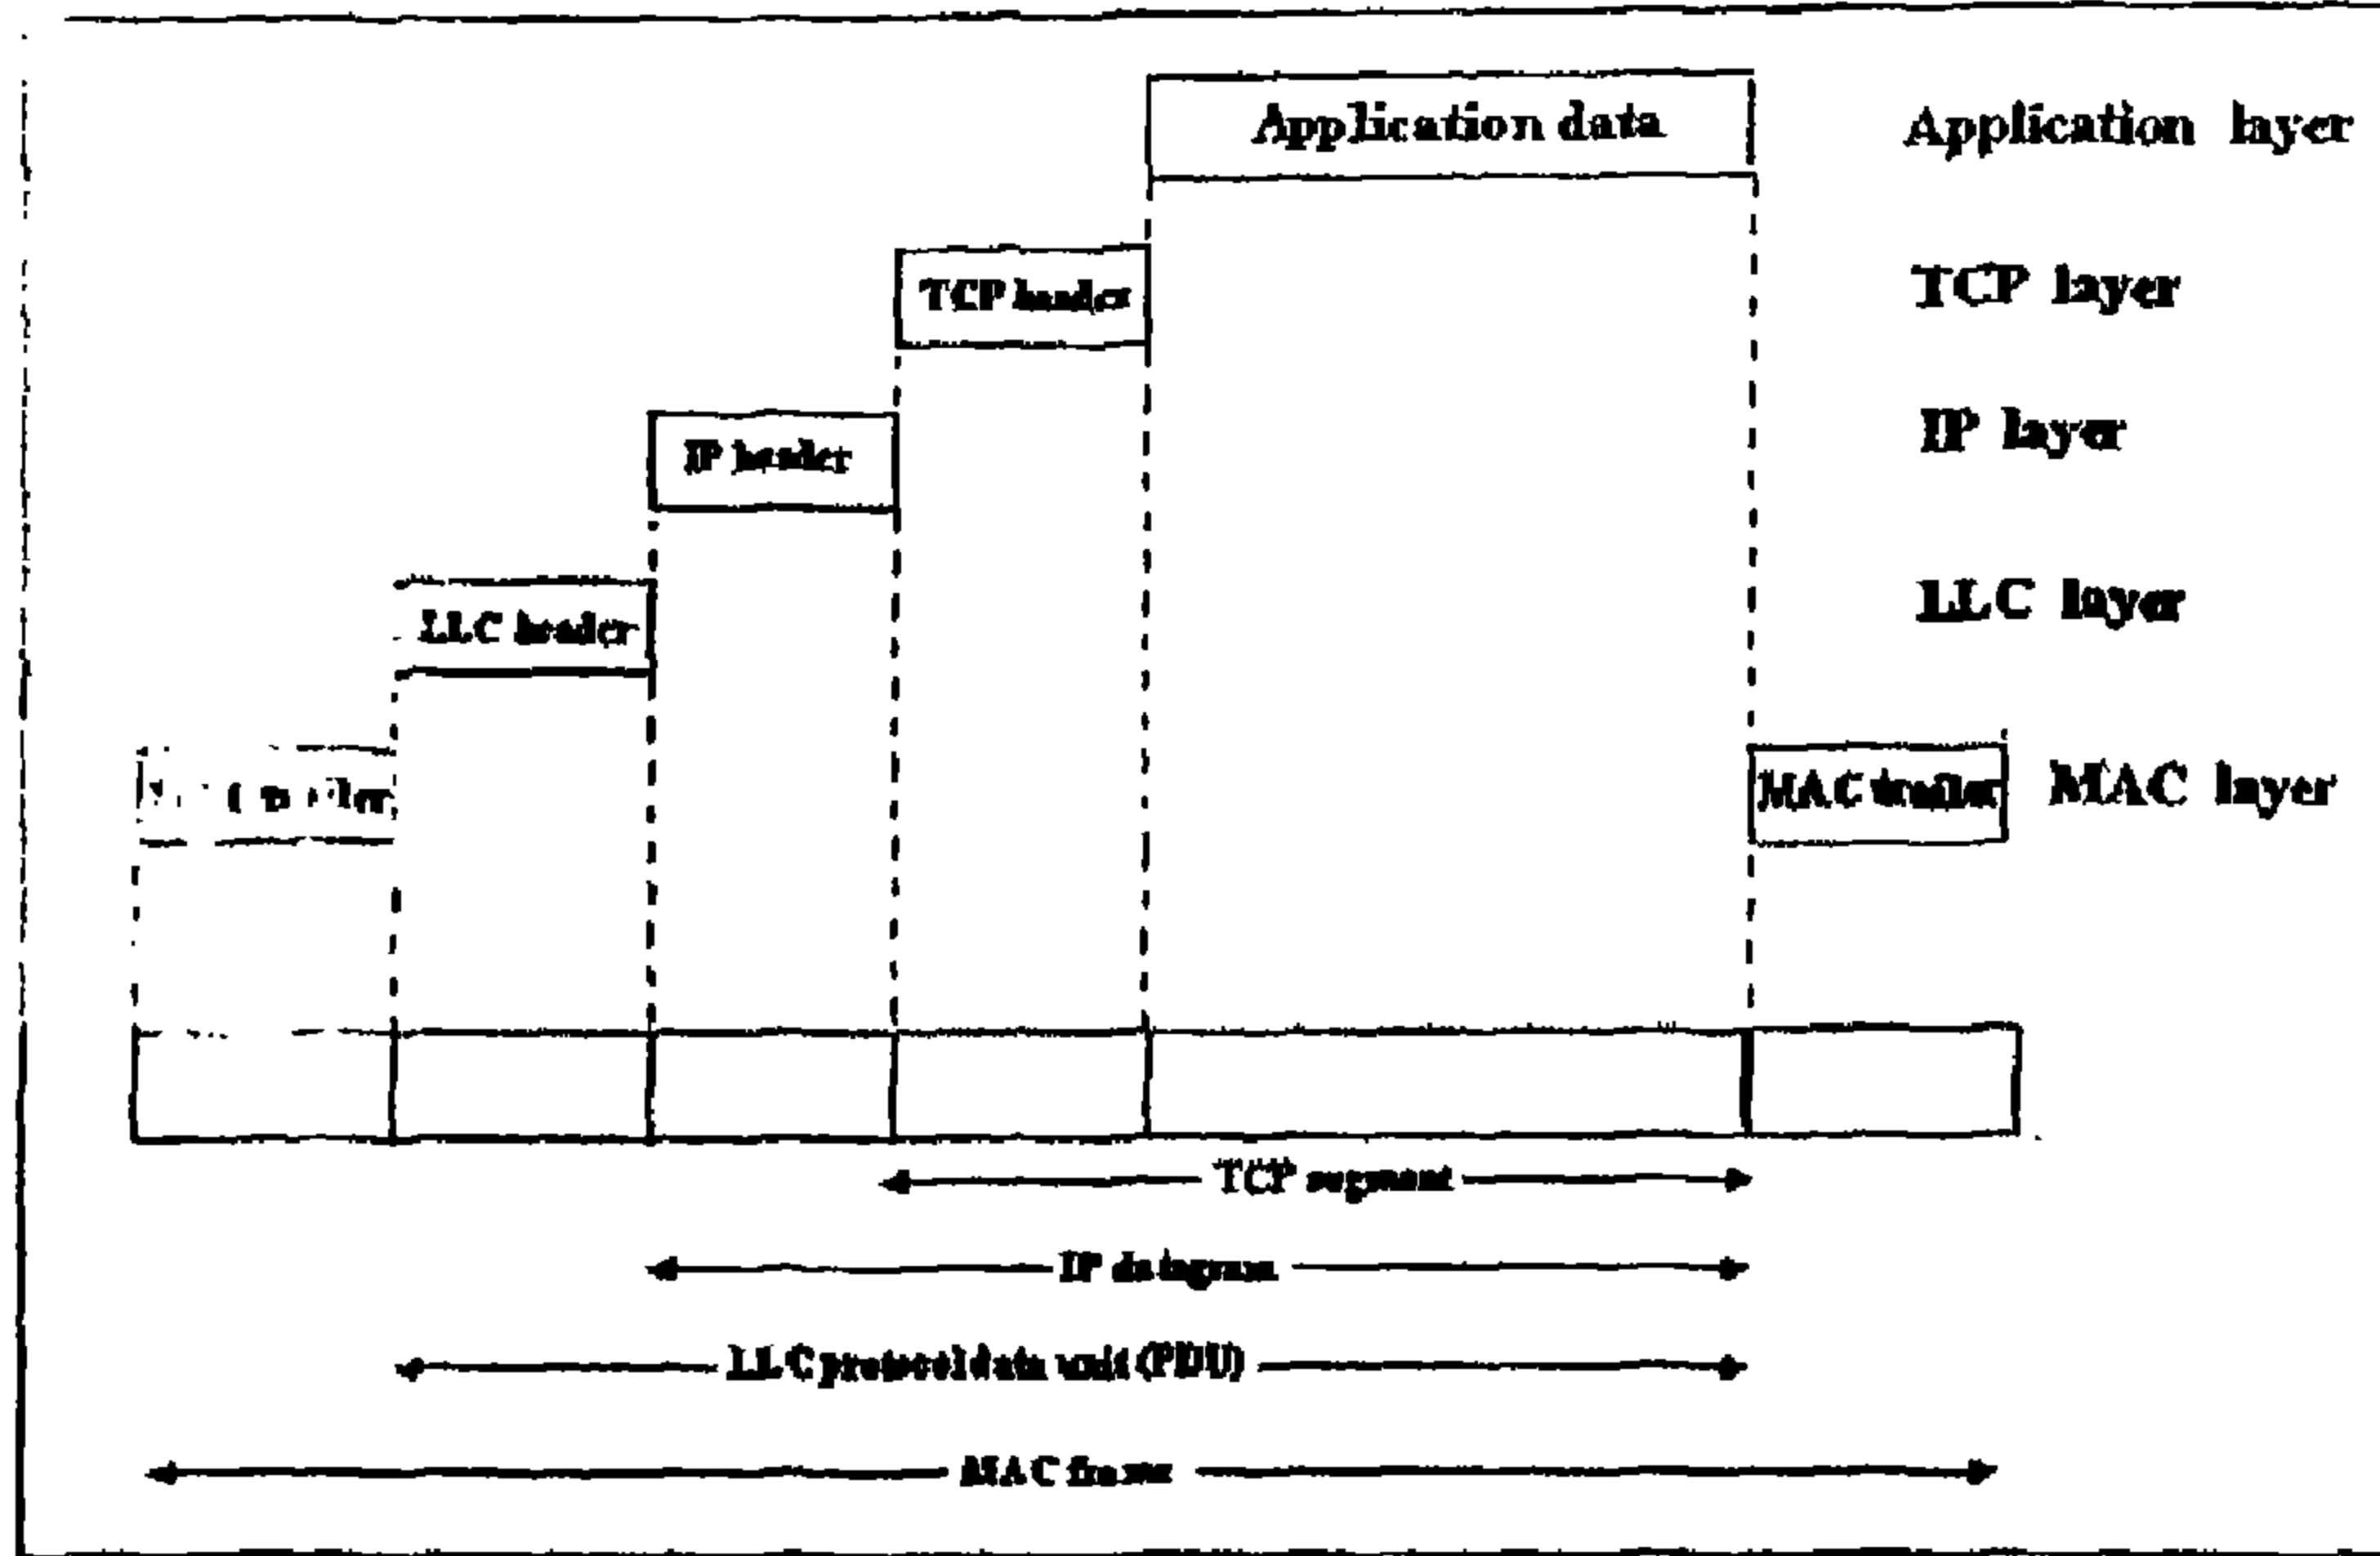 Application data Application layer
TCP header TCP layer
IP header IP layer
LLC header LLC layer
MAC trailer MAC layer
TCP segment
IP datagram
LLC protocol data unit (PDU)
MAC frame